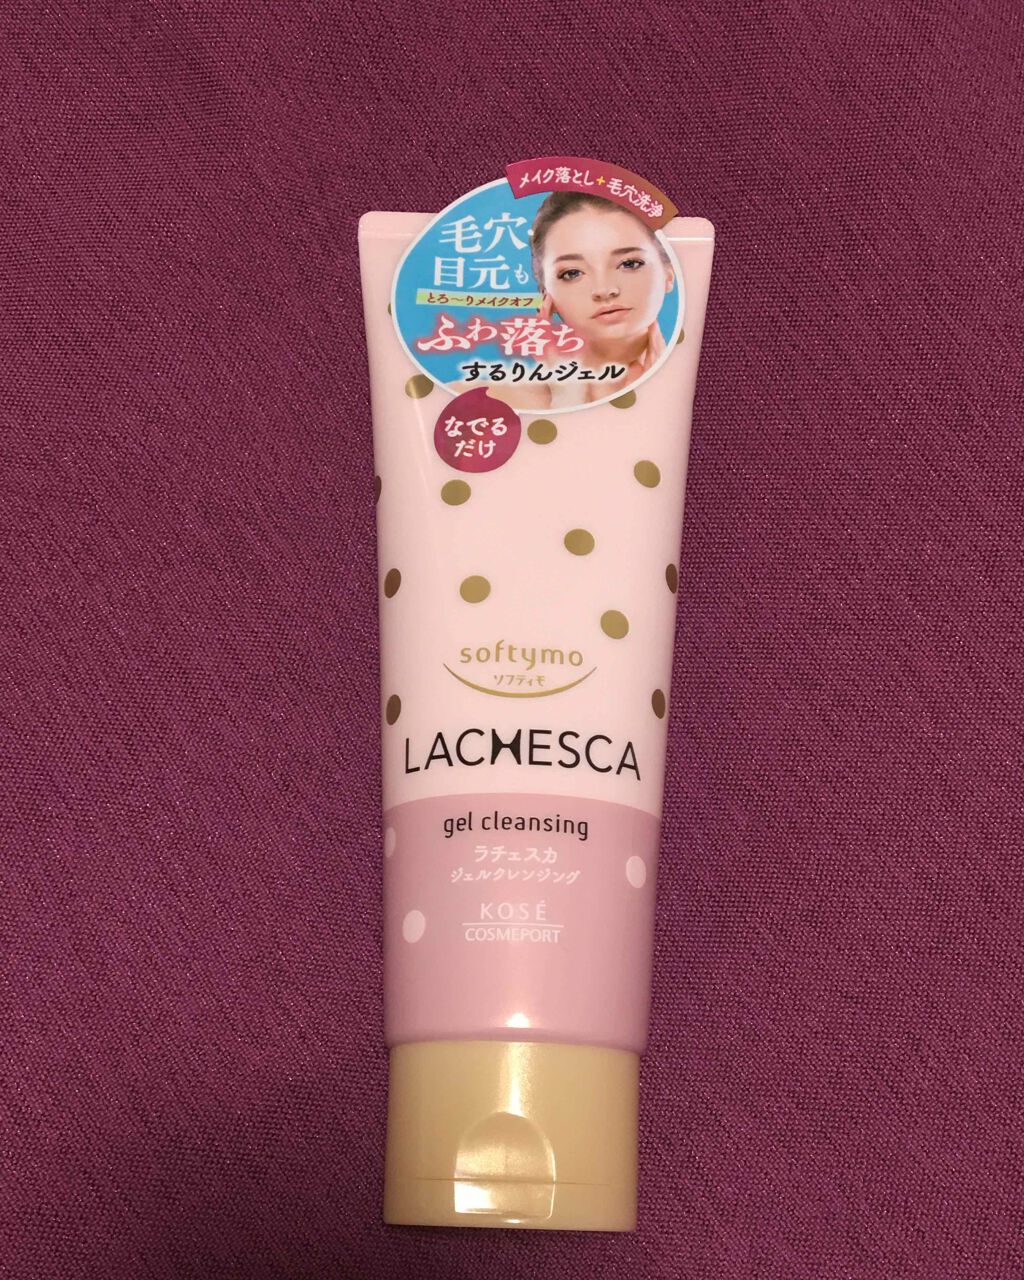 メイク落とし+毛穴洗浄
毛穴・
目元も
とろ〜りメイクオフ
ふわ落ち
するりんジェル
なでる
だけ
softymo
ソフティモ
LACHESCA
gel cleansing
ラチェスカ
ジェルクレンジング
KOSÉ
COSMEPORT